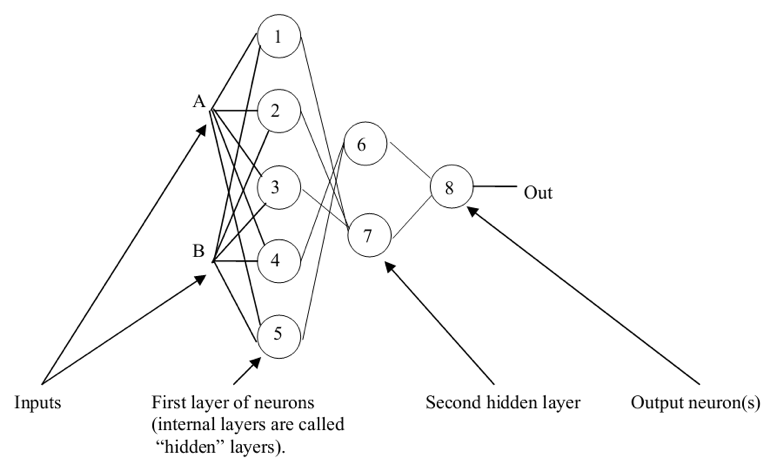 1
A
2
6
3
8
Out
7
B
4
5
Inputs
First layer of neurons
(internal layers are called
“hidden” layers).
Second hidden layer
Output neuron(s)